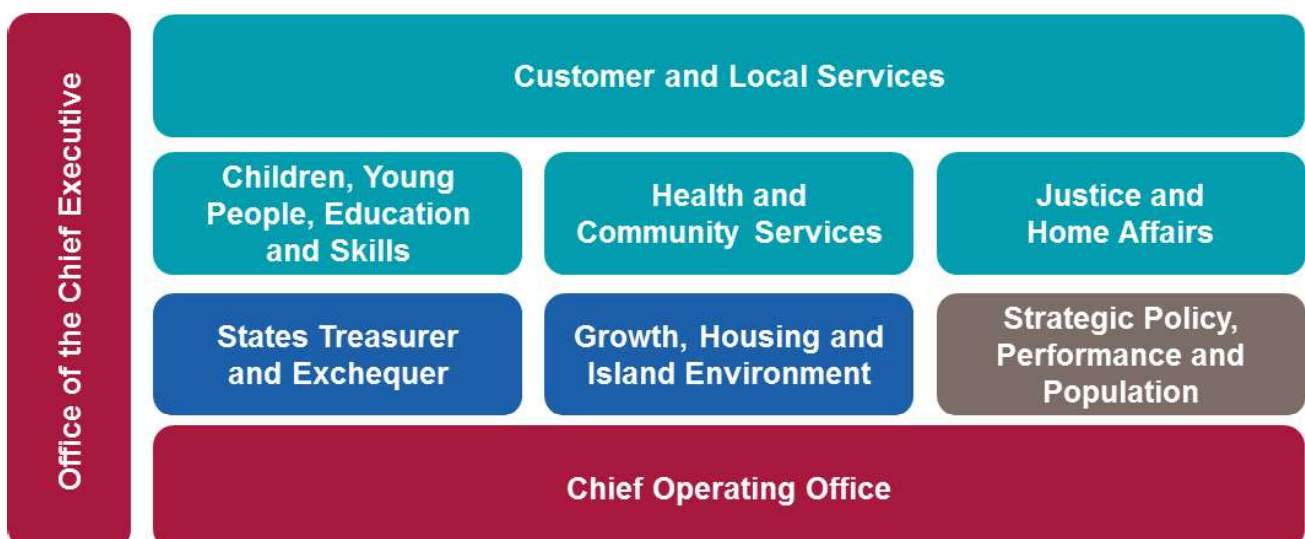 Office of the Chief Executive
Customer and Local Services
Children, Young
People, Education
and Skills
Health and
Community Services
Justice and
Home Affairs
States Treasurer
and Exchequer
Growth, Housing and
Island Environment
Strategic Policy,
Performance and
Population
Chief Operating Office